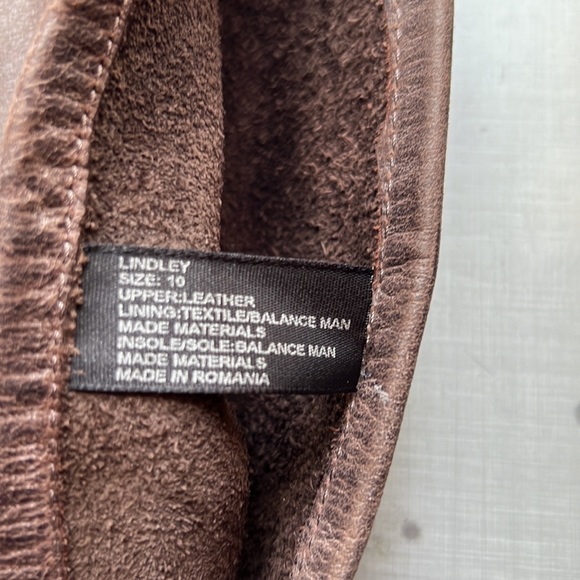 LINDLEY
SIZE: 10
UPPER:LEATHER
LINING:TEXTILE/BALANCE MAN
MADE MATERIALS
INSOLE/SOLE:BALANCE MAN
MADE MATERIALS
MADE IN ROMANIA